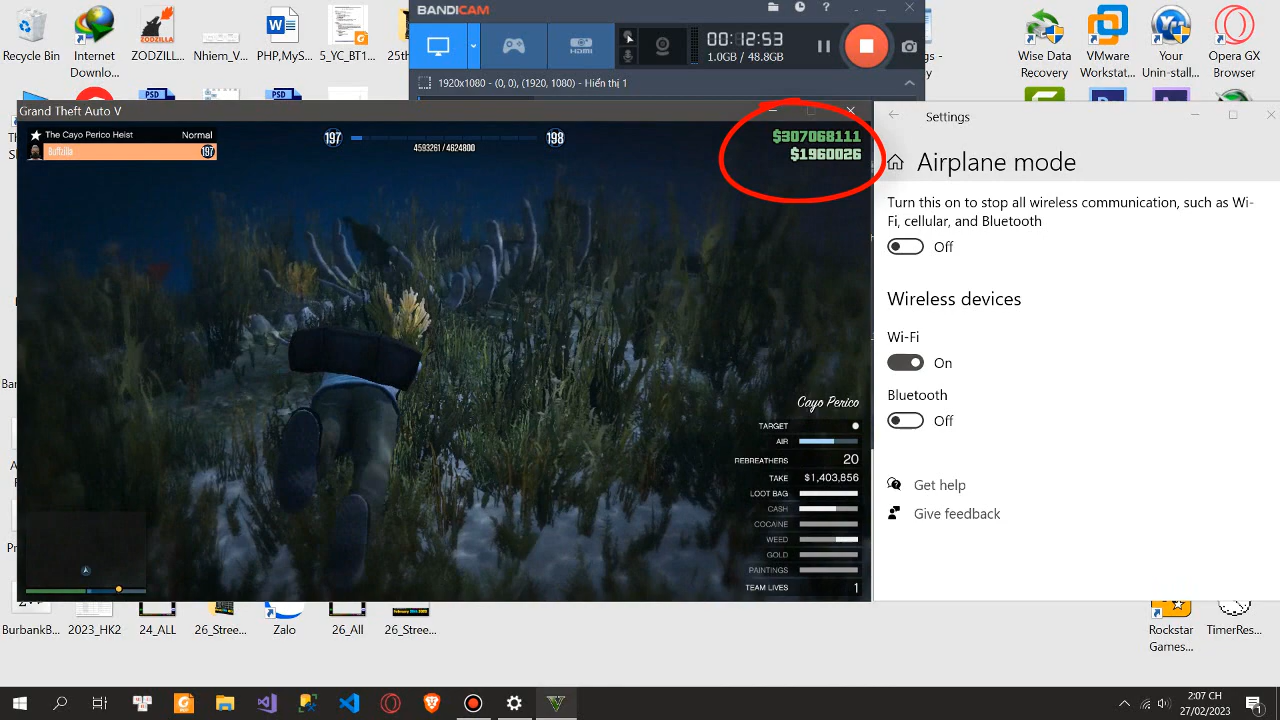 BANDICAM
00:12:53
1.0GB / 48.8GB
HDMI
1920x1080 - (0, 0), (1920, 1080) - Hiển thị 1
Recycle Bin
Internet
Downlo...
ZODZILL...
Nhien - V...
PHP.MyS...
5_YC_BT1...
Wise Data
Recovery
VMware
Workstat...
Your
Unin-stall...
Opera GX
Browser
PSD
PSD
Grand Theft Auto V
The Cayo Perico Heist
Normal
Buffzilla
197
197
198
4593261 / 4624800
$307068111
$1960026
Cayo Perico
TARGET
AIR
REBREATHERS 20
TAKE $1,403,856
LOOT BAG
CASH
COCAINE
WEED
GOLD
PAINTINGS
TEAM LIVES 1
Settings
Airplane mode
Turn this on to stop all wireless communication, such as Wi-
Fi, cellular, and Bluetooth
Off
Wireless devices
Wi-Fi
On
Bluetooth
Off
Get help
Give feedback
BurbankB...
2023_HK2
24_ALL
26_Stree...
Zalo
26_All
26_Stree...
Rockstar
Games...
TimerRes...
2:07 CH
27/02/2023